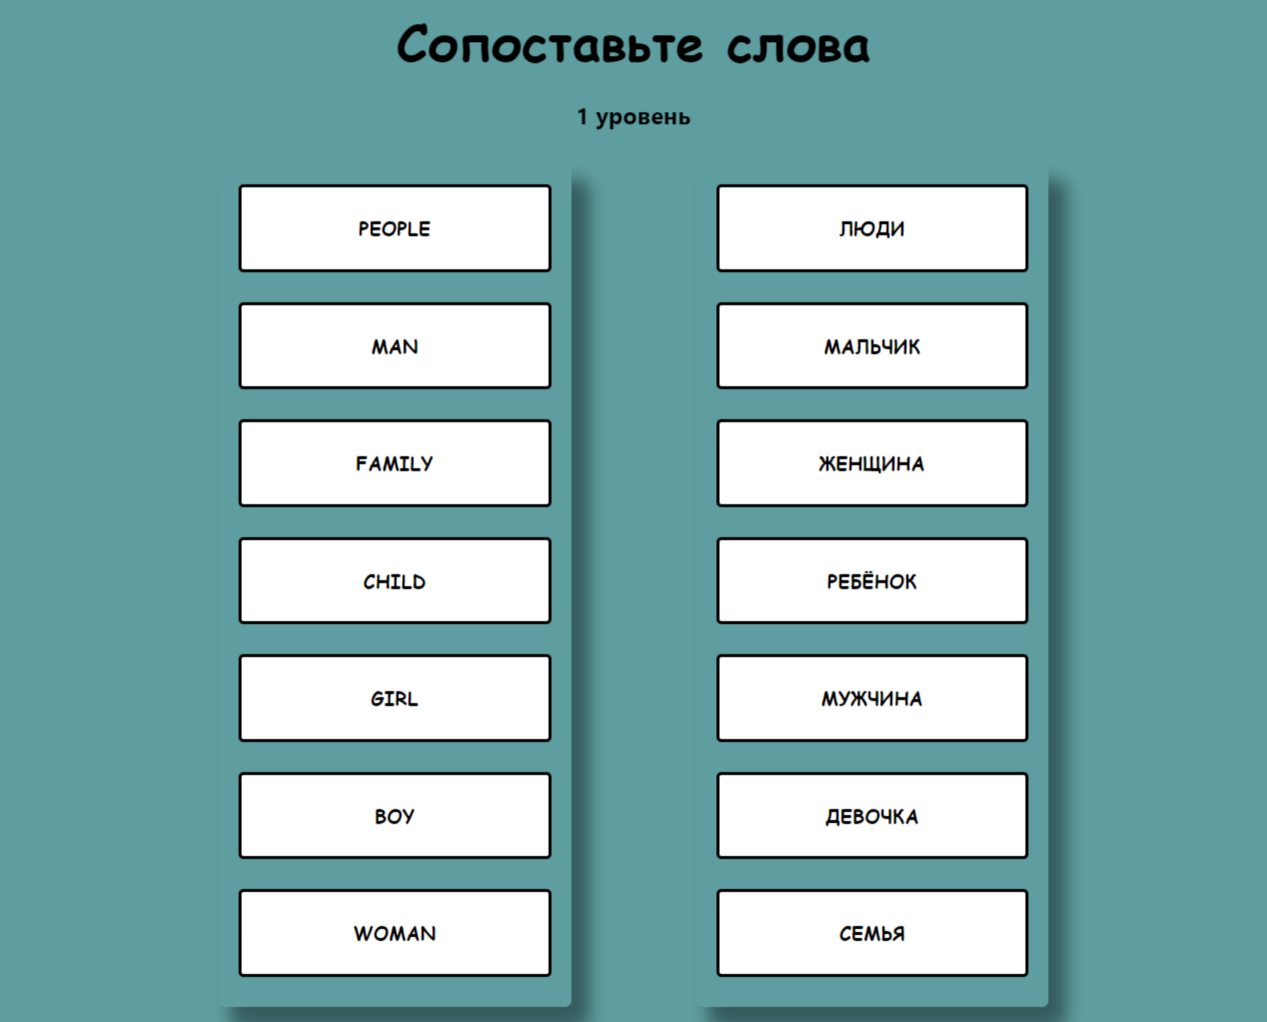 Сопоставьте слова
1 уровень
PEOPLE
MAN
FAMILY
CHILD
GIRL
BOY
WOMAN
ЛЮДИ
МАЛЬЧИК
ЖЕНЩИНА
РЕБЁНОК
МУЖЧИНА
ДЕВОЧКА
СЕМЬЯ